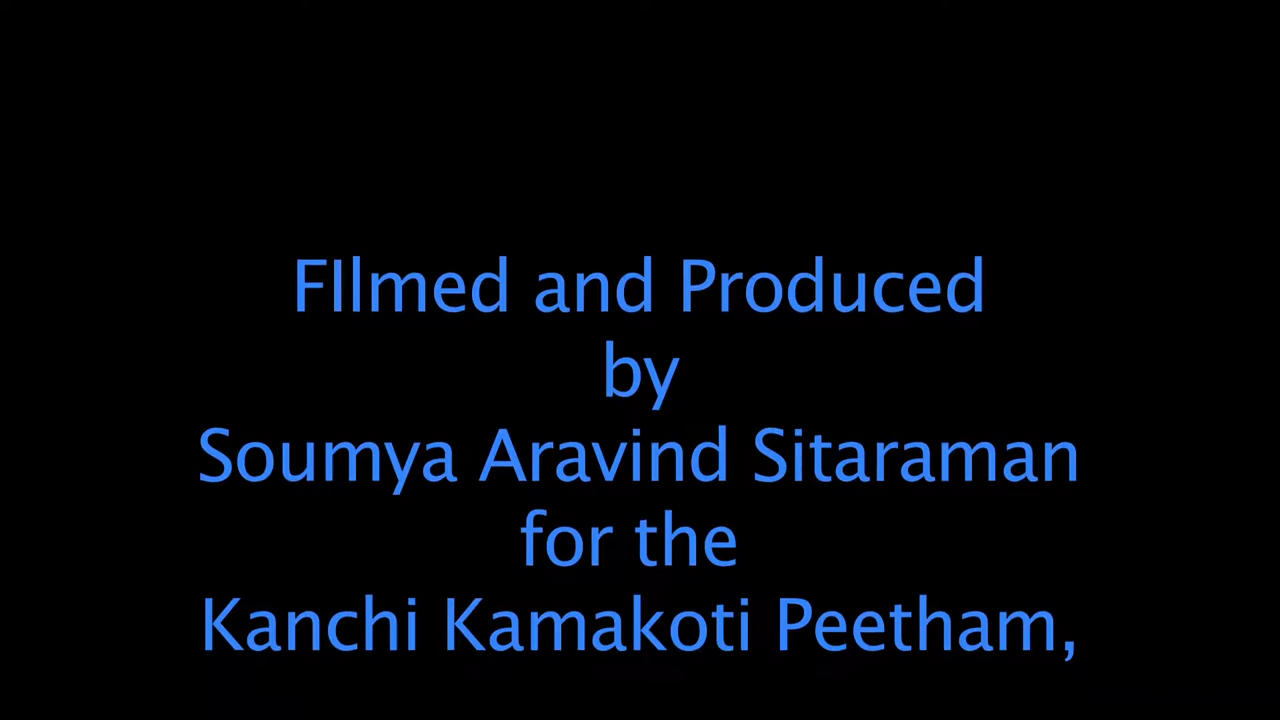 FIlmed and Produced
by
Soumya Aravind Sitaraman
for the
Kanchi Kamakoti Peetham,